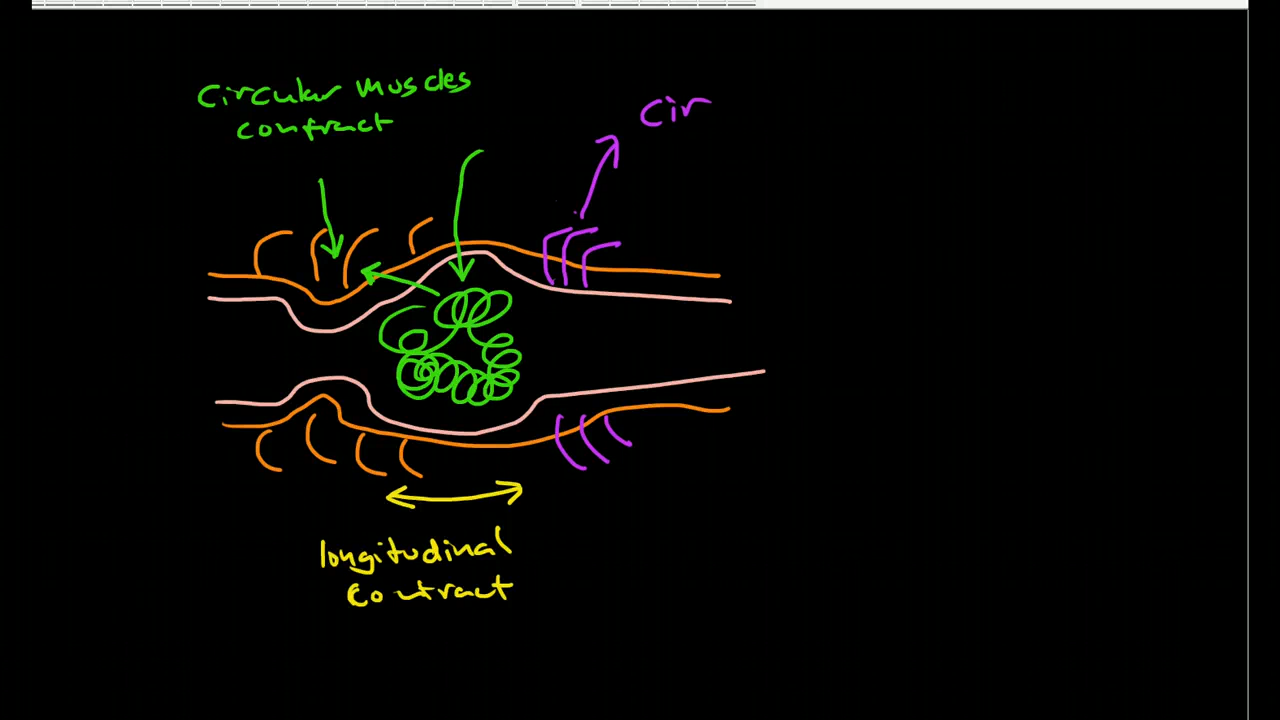 Circular muscles
contract
Cir
longitudinal
contract